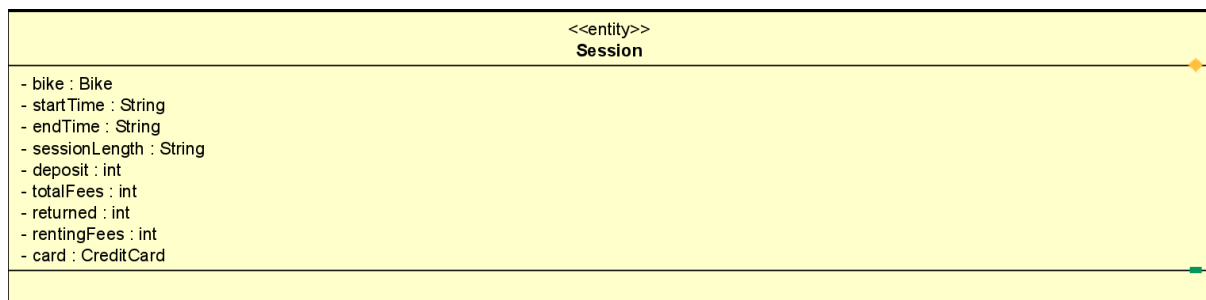 <<entity>>
Session
- bike : Bike
- startTime : String
- endTime : String
- sessionLength : String
- deposit : int
- totalFees : int
- returned : int
- rentingFees : int
- card : CreditCard